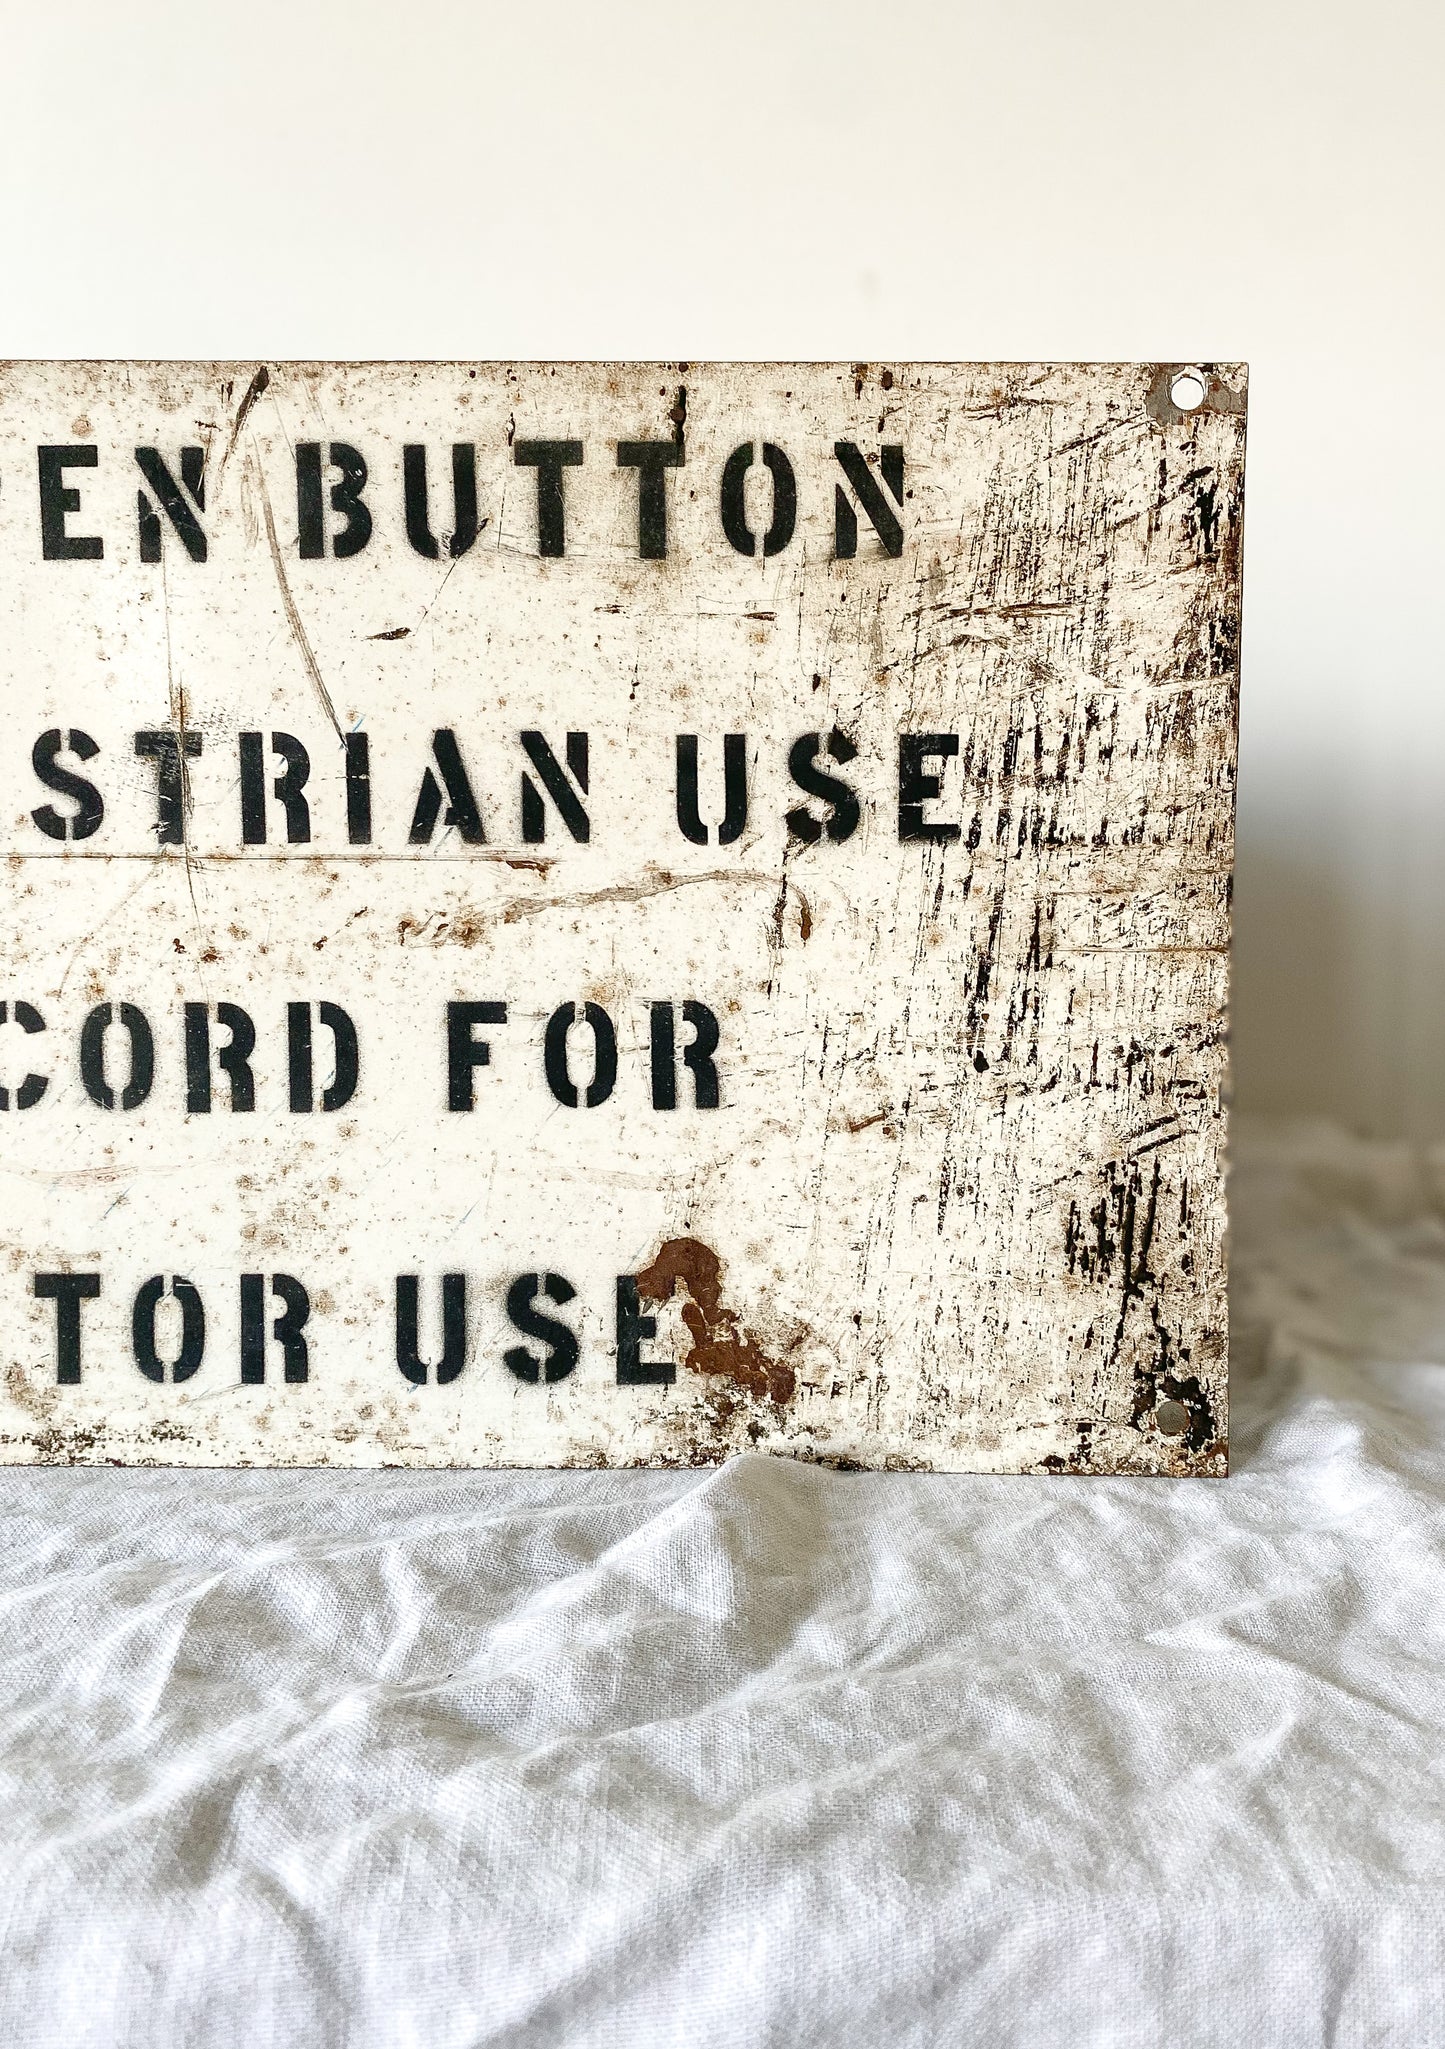 EN BUTTON
STRIAN USE
CORD FOR
TOR USE